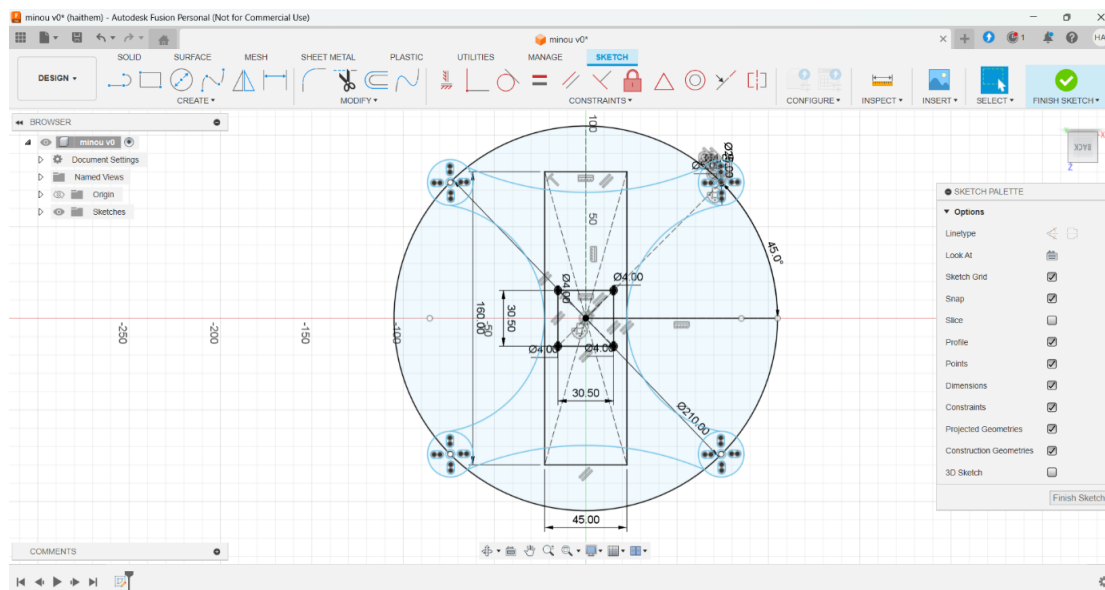 minou v0* (haithem) - Autodesk Fusion Personal (Not for Commercial Use)
minou v0*
1
HA
DESIGN
SOLID SURFACE MESH SHEET METAL PLASTIC UTILITIES MANAGE SKETCH
CREATE MODIFY CONSTRAINTS CONFIGURE INSPECT INSERT SELECT FINISH SKETCH
BROWSER
minou v0
Document Settings
Named Views
Origin
Sketches
BACK
X
Z
SKETCH PALETTE
Options
Linetype
Look At
Sketch Grid
Snap
Slice
Profile
Points
Dimensions
Constraints
Projected Geometries
Construction Geometries
3D Sketch
Finish Sketch
100
50
45.0°
Ø4.00
Ø4.00
160.00
30.50
-50
-250
-200
-150
-100
Ø4.00
Ø4.00
30.50
Ø210.00
45.00
COMMENTS